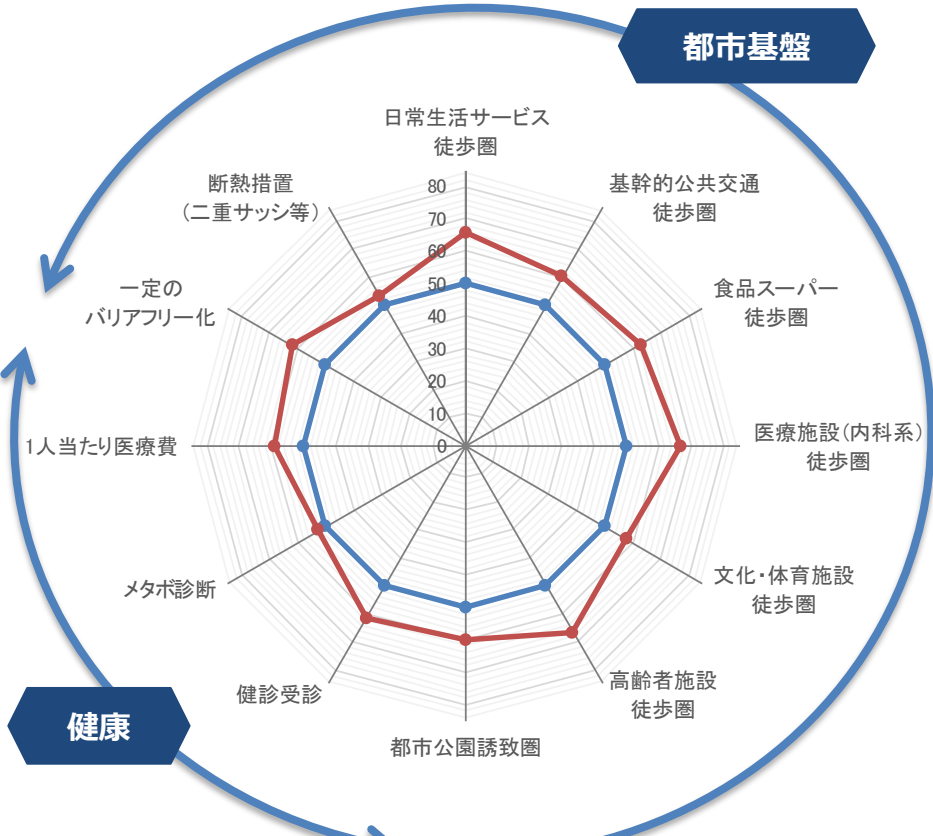 都市基盤
日常生活サービス
徒歩圏
断熱措置
（二重サッシ等）
基幹的公共交通
徒歩圏
一定の
バリアフリー化
食品スーパー
徒歩圏
80
70
60
50
40
30
20
10
0
1人当たり医療費
医療施設（内科系）
徒歩圏
メタボ診断
文化・体育施設
徒歩圏
健診受診
高齢者施設
徒歩圏
都市公園誘致圏
健康